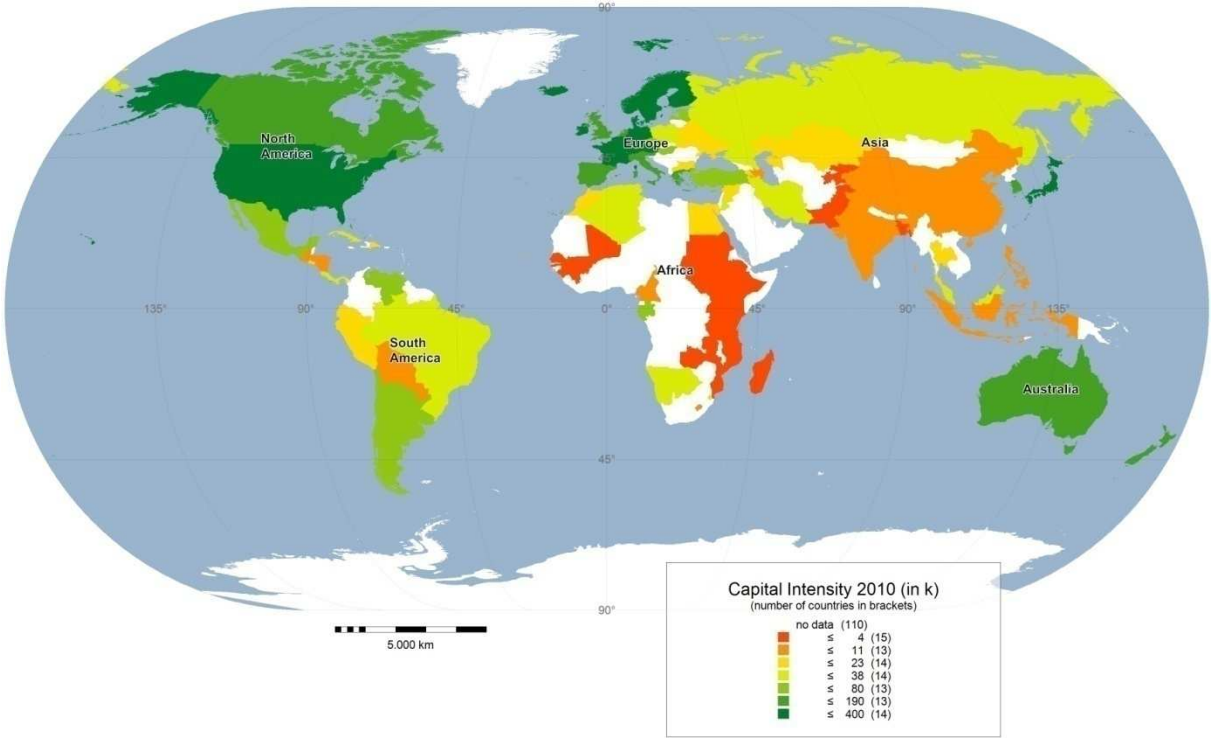 90°
North
America
Europe
Asia
Africa
135°
90°
45°
0°
45°
90°
135°
South
America
Australia
45°
90°
5.000 km
Capital Intensity 2010 (in k)
(number of countries in brackets)
no data (110)
≤ 4 (15)
≤ 11 (13)
≤ 23 (14)
≤ 38 (14)
≤ 80 (13)
≤ 190 (13)
≤ 400 (14)